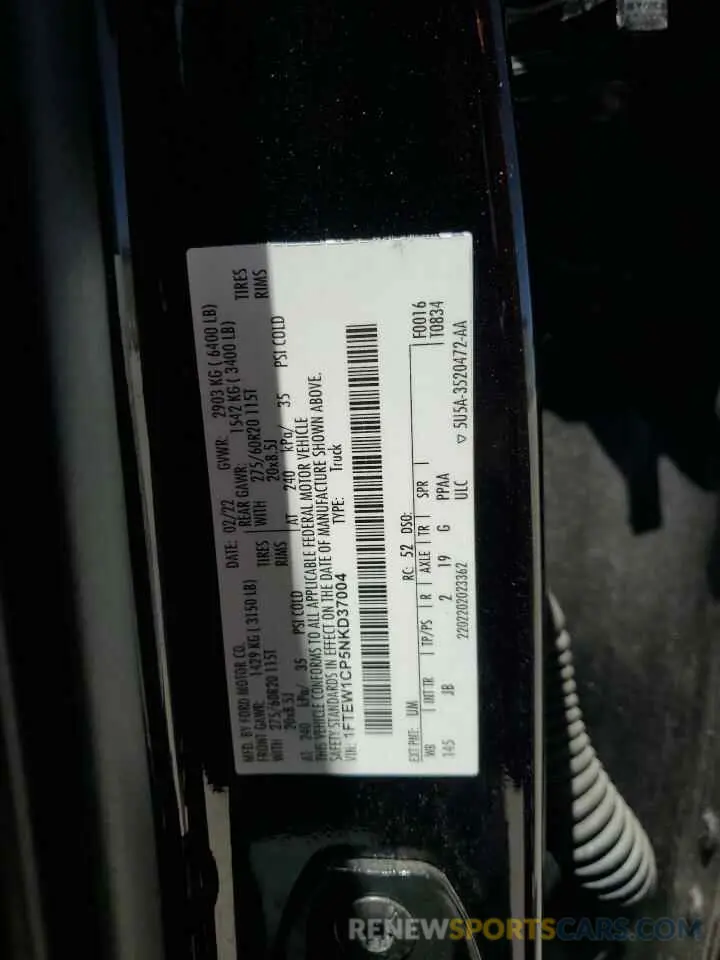 MFD. BY FORD MOTOR CO.
DATE: 02/22 GVWR: 2903 KG ( 6400 LB)
FRONT GAWR: 1429 KG ( 3150 LB) REAR GAWR: 1542 KG ( 3400 LB)
WITH 275/60R20 115T TIRES WITH 275/60R20 115T TIRES
20x8.5J RIMS 20x8.5J RIMS
AT 240 kPa/ 35 PSI COLD AT 240 kPa/ 35 PSI COLD
THIS VEHICLE CONFORMS TO ALL APPLICABLE FEDERAL MOTOR VEHICLE
SAFETY STANDARDS IN EFFECT ON THE DATE OF MANUFACTURE SHOWN ABOVE.
VIN: 1FTEW1CP5NKD37004 TYPE: Truck
EXT PNT: UM RC: 52 DSO: F0016
WB INT TR TP/PS R AXLE TR SPR T0834
145 JB 2 19 G PPAA
2202202023362 ULC
5U5A-3520472-AA
RENEWSPORTSCARS.COM